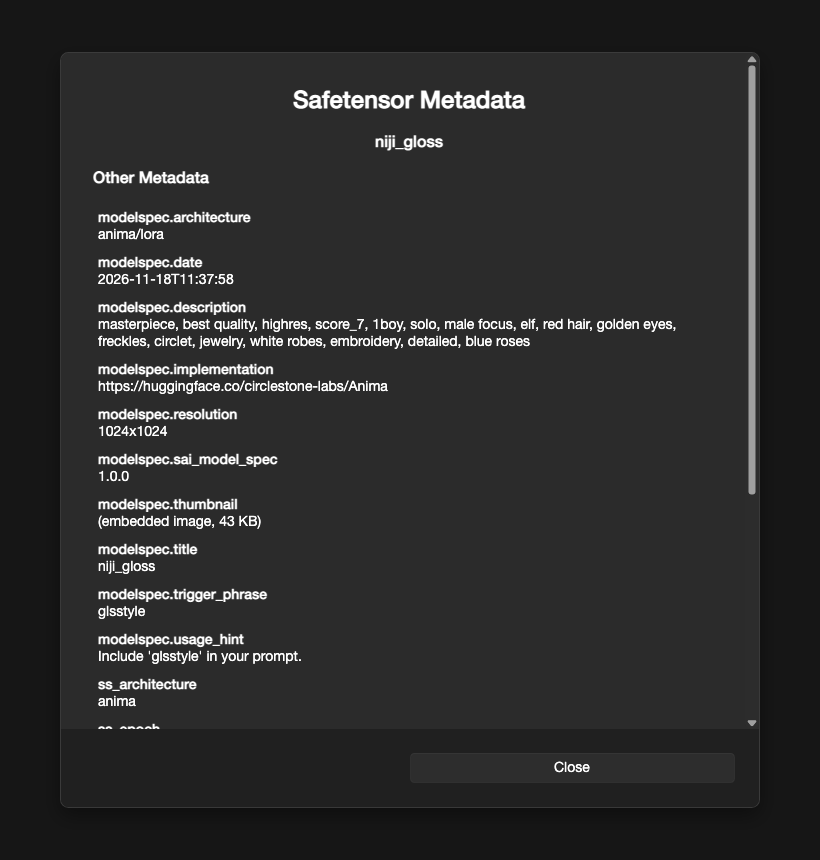 Safetensor Metadata
niji_gloss
Other Metadata
modelspec.architecture
anima/lora
modelspec.date
2026-11-18T11:37:58
modelspec.description
masterpiece, best quality, highres, score_7, 1boy, solo, male focus, elf, red hair, golden eyes,
freckles, circlet, jewelry, white robes, embroidery, detailed, blue roses
modelspec.implementation
https://huggingface.co/circlestone-labs/Anima
modelspec.resolution
1024x1024
modelspec.sai_model_spec
1.0.0
modelspec.thumbnail
(embedded image, 43 KB)
modelspec.title
niji_gloss
modelspec.trigger_phrase
glsstyle
modelspec.usage_hint
Include 'glsstyle' in your prompt.
ss_architecture
anima
ss_epoch
Close